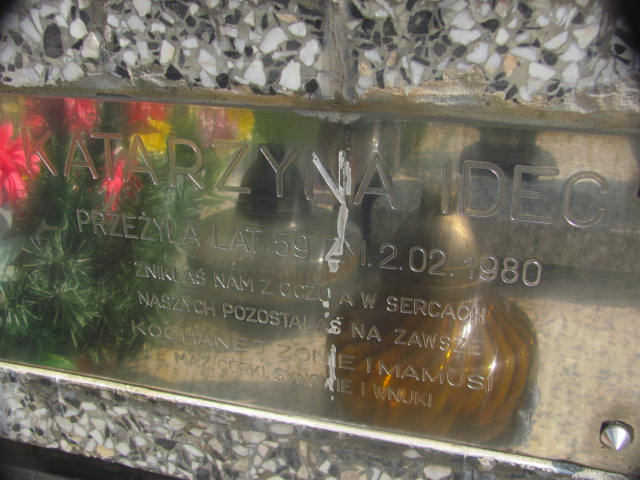 KATARZYNA IDEC
PRZEŻYŁA LAT 59 ZM. 2.02.1980
ZNIKŁAŚ NAM Z OCZU A W SERCACH
NASZYCH POZOSTAŁAŚ NA ZAWSZE
KOCHANEJ ŻONIE I MAMUSI
MĄŻ CÓRKI, SYNOWIE I WNUKI